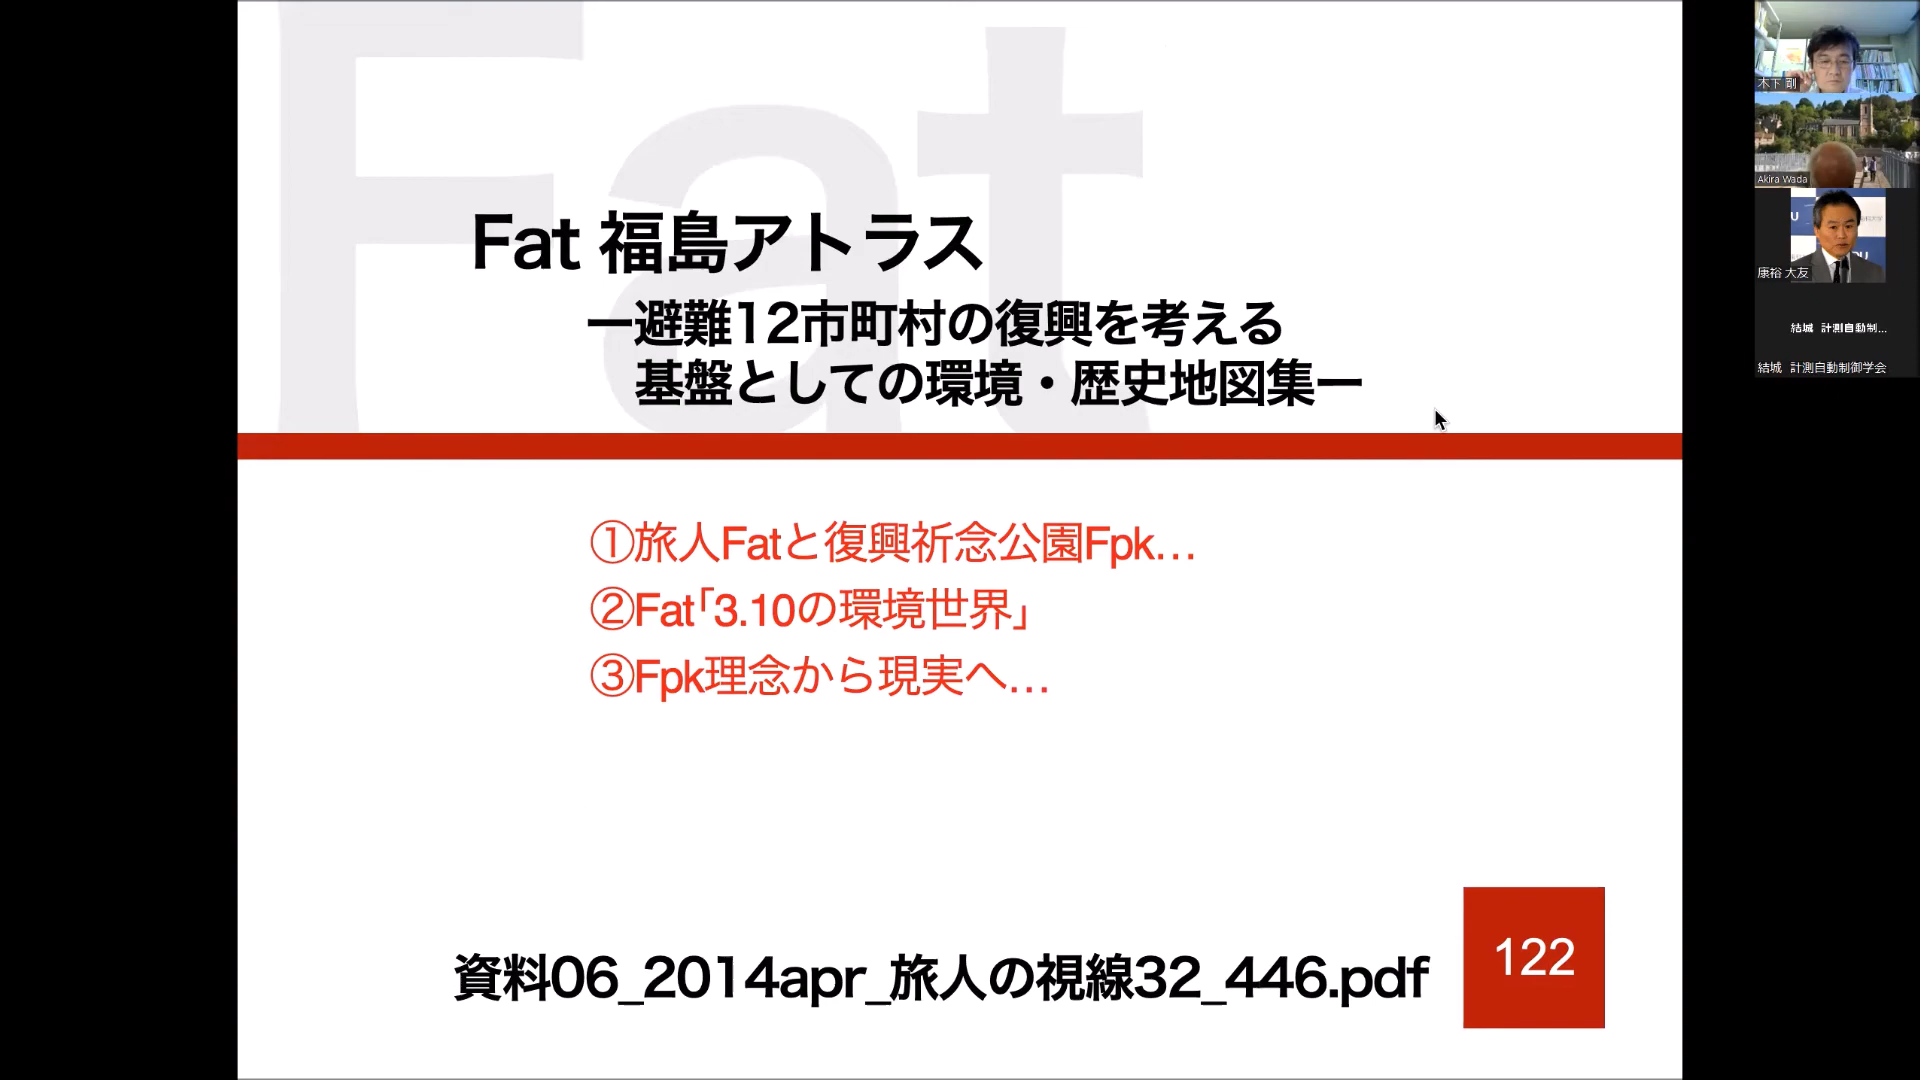 Fat
Fat 福島アトラス
ー避難12市町村の復興を考える
基盤としての環境・歴史地図集ー
①旅人Fatと復興祈念公園Fpk…
②Fat「3.10の環境世界」
③Fpk理念から現実へ…
資料06_2014apr_旅人の視線32_446.pdf
122
木下 剛
Akira Wada
康裕 大友
結城 計測自動制...
結城 計測自動制御学会